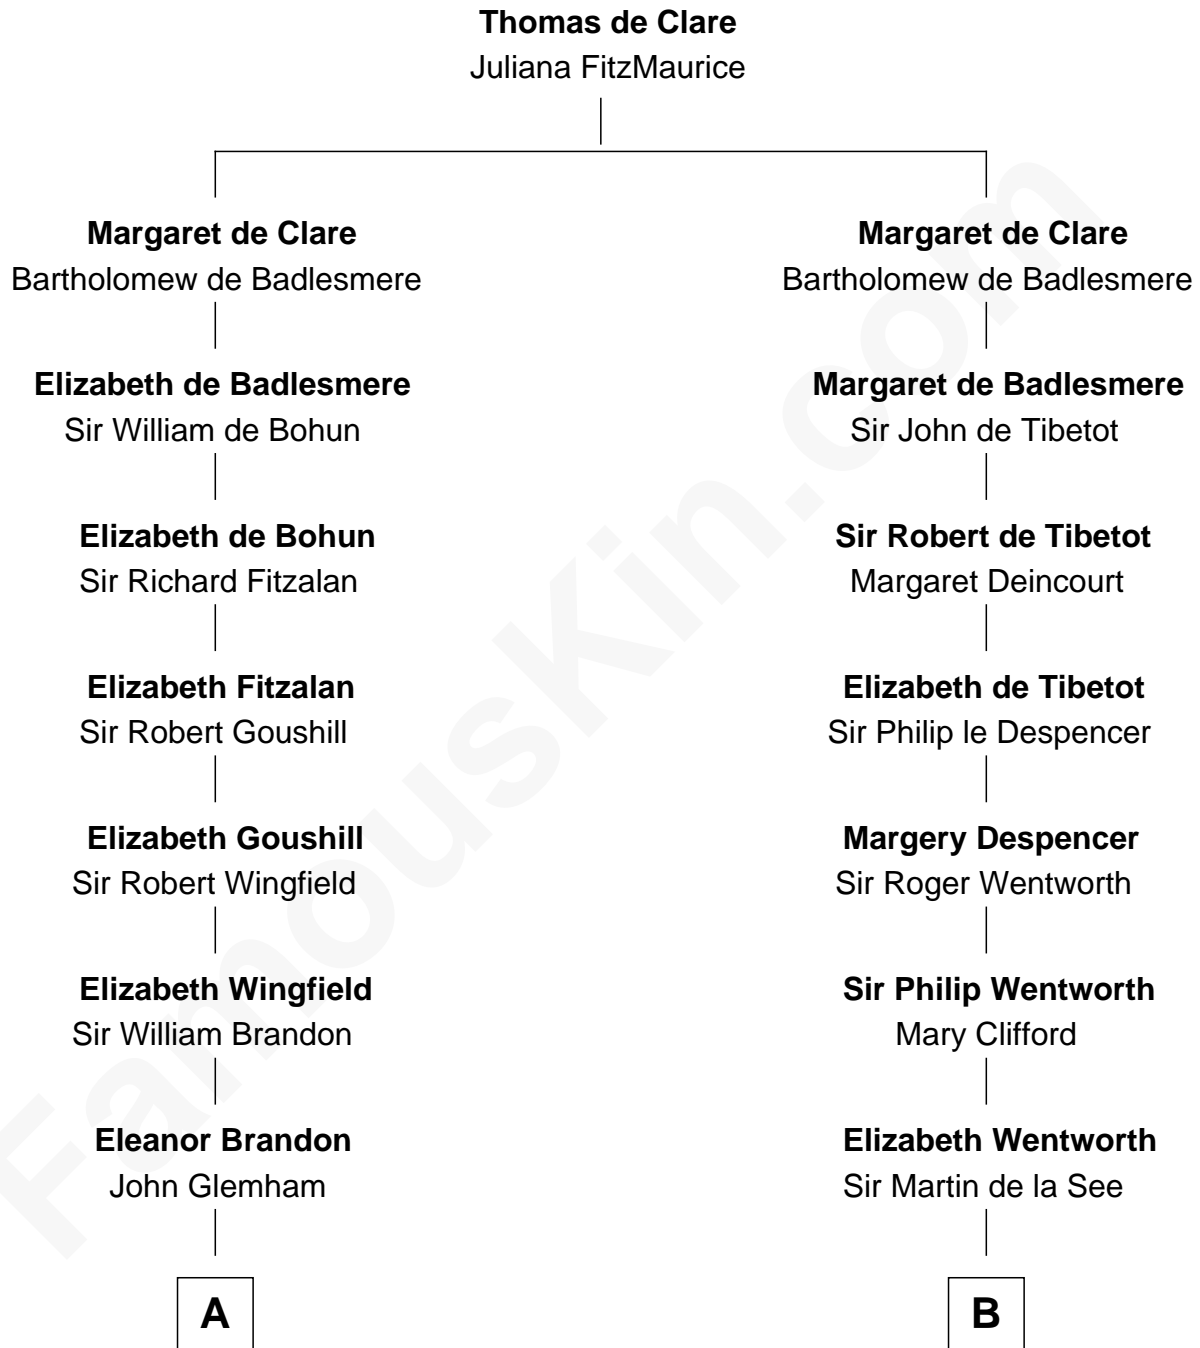 Thomas de Clare
Juliana FitzMaurice
Margaret de Clare
Bartholomew de Badlesmere
Margaret de Clare
Bartholomew de Badlesmere
Elizabeth de Badlesmere
Sir William de Bohun
Margaret de Badlesmere
Sir John de Tibetot
Elizabeth de Bohun
Sir Richard Fitzalan
Sir Robert de Tibetot
Margaret Deincourt
Elizabeth Fitzalan
Sir Robert Goushill
Elizabeth de Tibetot
Sir Philip le Despencer
Elizabeth Goushill
Sir Robert Wingfield
Margery Despencer
Sir Roger Wentworth
Elizabeth Wingfield
Sir William Brandon
Sir Philip Wentworth
Mary Clifford
Eleanor Brandon
John Glemham
Elizabeth Wentworth
Sir Martin de la See
A
B
FamousKin.com